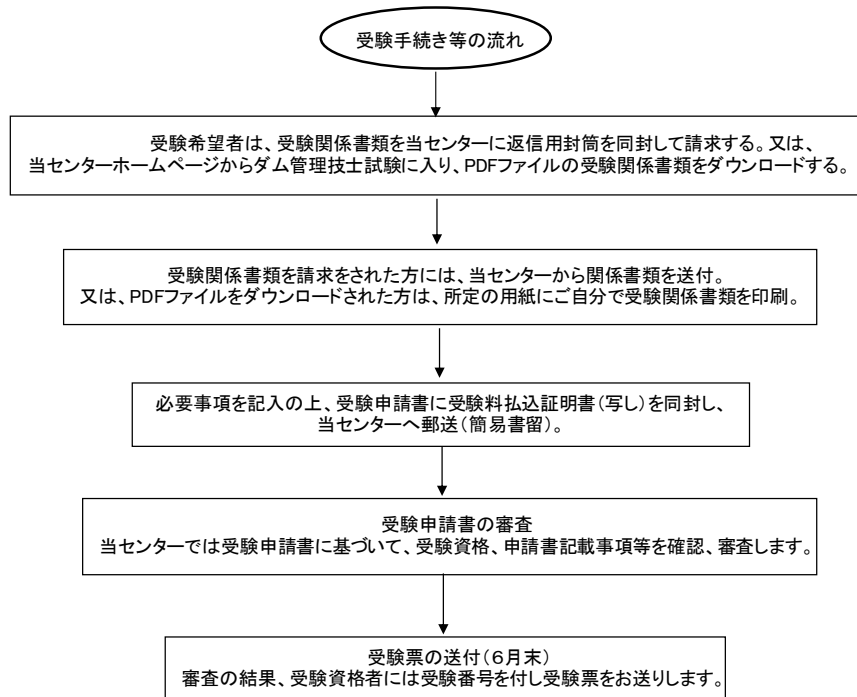 受験手続き等の流れ
受験希望者は、受験関係書類を当センターに返信用封筒を同封して請求する。又は、
当センターホームページからダム管理技士試験に入り、PDFファイルの受験関係書類をダウンロードする。
受験関係書類を請求をされた方には、当センターから関係書類を送付。
又は、PDFファイルをダウンロードされた方は、所定の用紙にご自分で受験関係書類を印刷。
必要事項を記入の上、受験申請書に受験料払込証明書(写し)を同封し、
当センターへ郵送(簡易書留)。
受験申請書の審査
当センターでは受験申請書に基づいて、受験資格、申請書記載事項等を確認、審査します。
受験票の送付(6月末)
審査の結果、受験資格者には受験番号を付し受験票をお送りします。